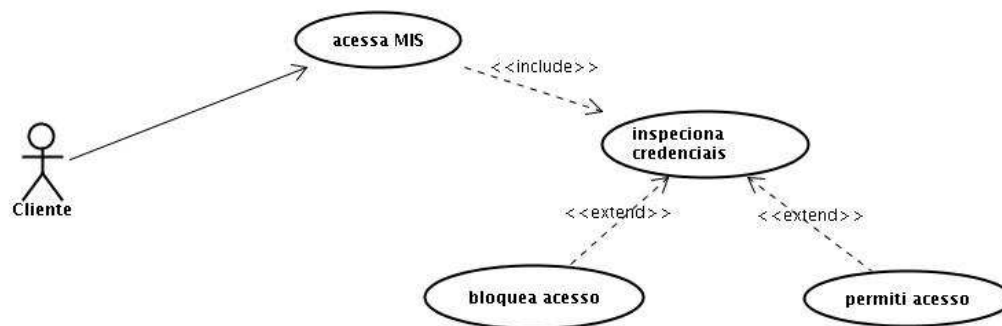 acessa MIS
<<include>>
inspeciona
credenciais
Cliente
<<extend>>
<<extend>>
bloquea acesso
permiti acesso